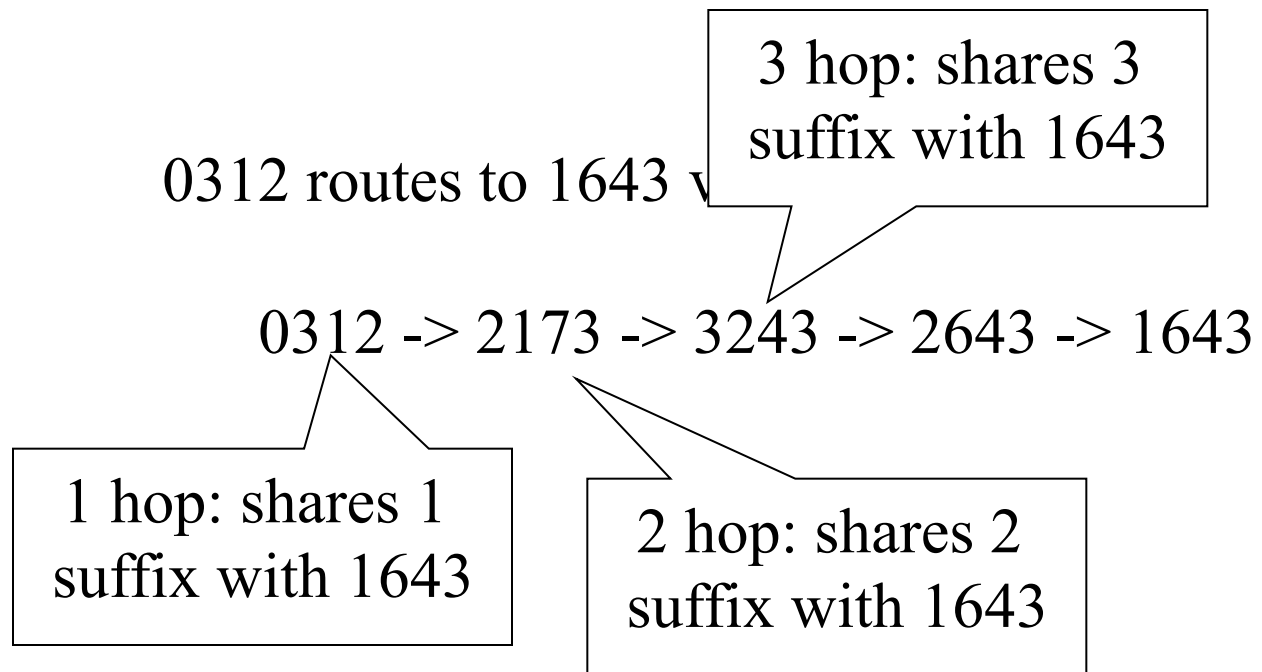 3 hop: shares 3
suffix with 1643
0312 routes to 1643
0312 -> 2173 -> 3243 -> 2643 -> 1643
1 hop: shares 1
suffix with 1643
2 hop: shares 2
suffix with 1643